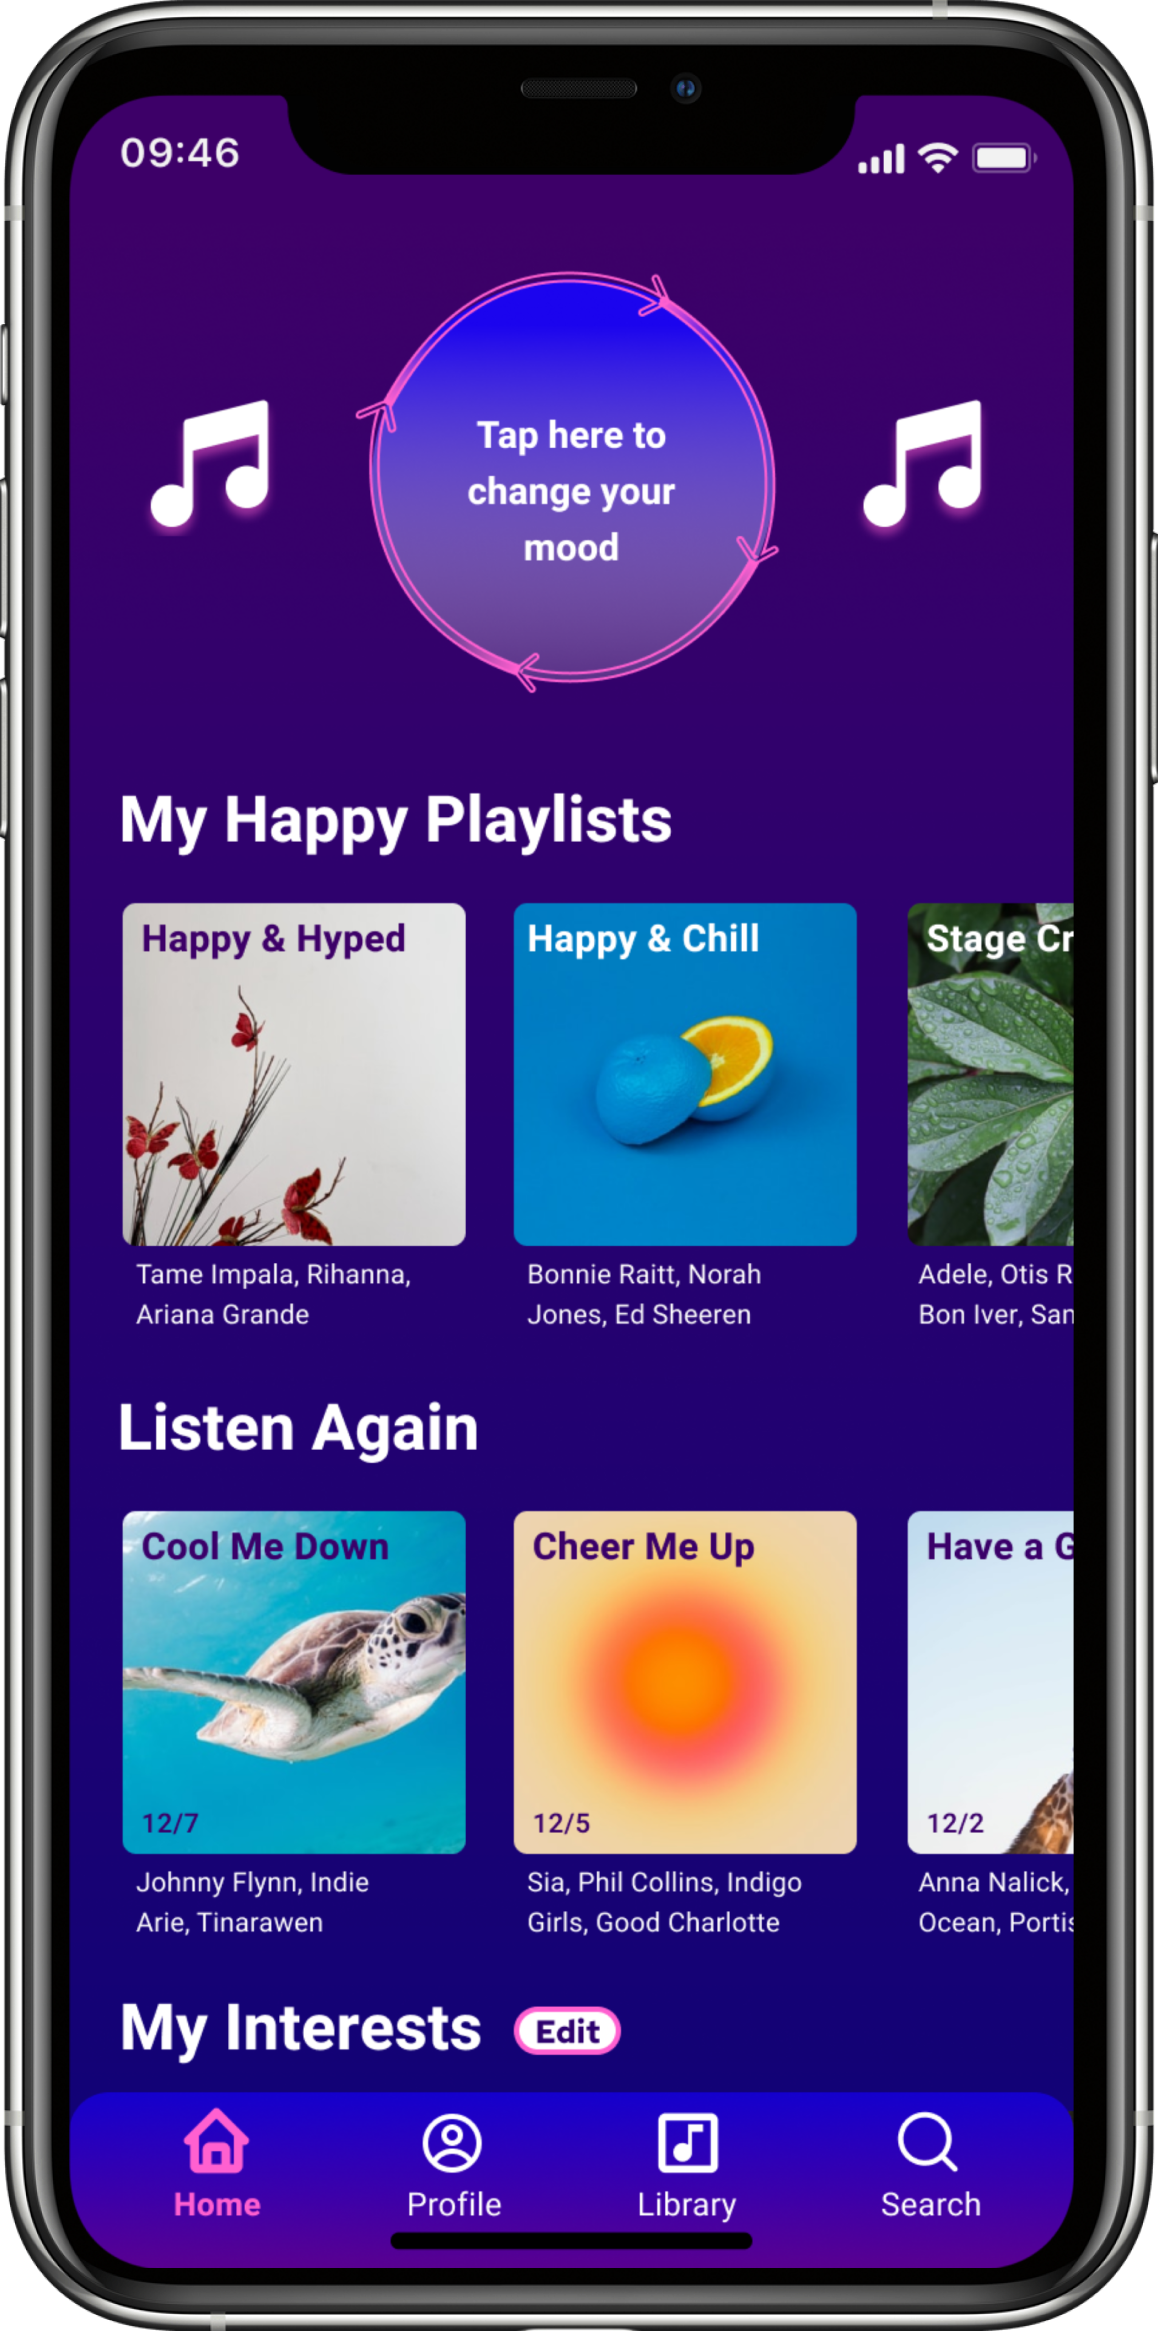 09:46
Tap here to
change your
mood
My Happy Playlists
Happy & Hyped
Happy & Chill
Stage Cr
Tame Impala, Rihanna,
Ariana Grande
Bonnie Raitt, Norah
Jones, Ed Sheeren
Adele, Otis R
Bon Iver, San
Listen Again
Cool Me Down
Cheer Me Up
Have a G
12/7
12/5
12/2
Johnny Flynn, Indie
Arie, Tinarawen
Sia, Phil Collins, Indigo
Girls, Good Charlotte
Anna Nalick,
Ocean, Portis
My Interests
Edit
Home
Profile
Library
Search